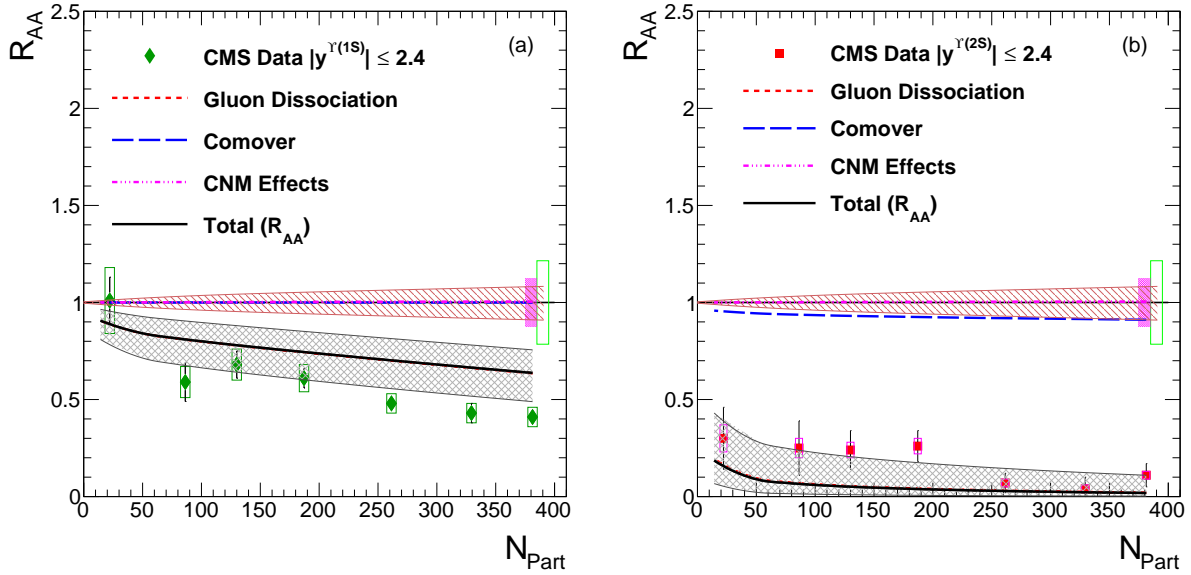 R_AA
2.5
2
1.5
1
0.5
0
(a)
CMS Data |y^ϒ(1S)| ≤ 2.4
Gluon Dissociation
Comover
CNM Effects
Total (R_AA)
0 50 100 150 200 250 300 350 400
N_Part
R_AA
2.5
2
1.5
1
0.5
0
(b)
CMS Data |y^ϒ(2S)| ≤ 2.4
Gluon Dissociation
Comover
CNM Effects
Total (R_AA)
0 50 100 150 200 250 300 350 400
N_Part